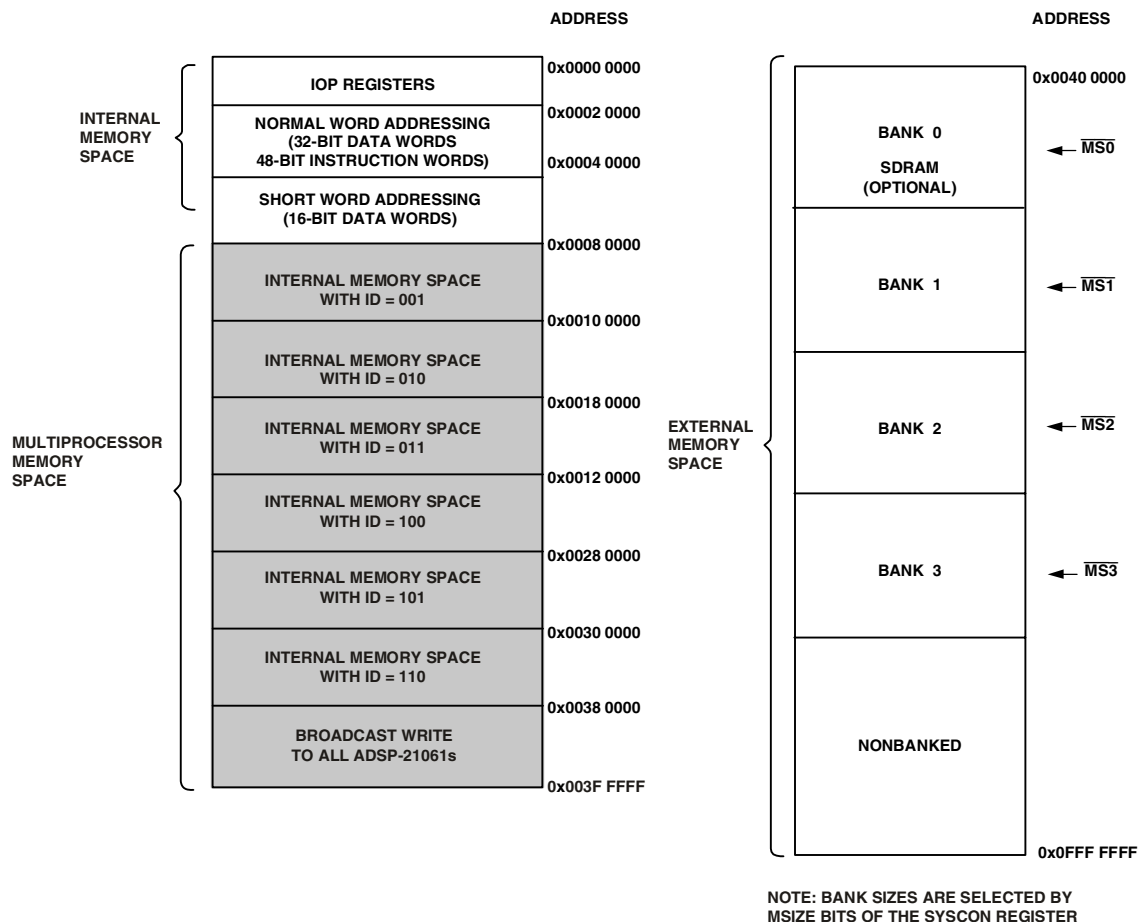 ADDRESS
0x0000 0000
IOP REGISTERS
0x0002 0000
INTERNAL
MEMORY
SPACE
NORMAL WORD ADDRESSING
(32-BIT DATA WORDS
48-BIT INSTRUCTION WORDS)
0x0004 0000
SHORT WORD ADDRESSING
(16-BIT DATA WORDS)
0x0008 0000
INTERNAL MEMORY SPACE
WITH ID = 001
0x0010 0000
INTERNAL MEMORY SPACE
WITH ID = 010
0x0018 0000
MULTIPROCESSOR
MEMORY
SPACE
INTERNAL MEMORY SPACE
WITH ID = 011
0x0012 0000
INTERNAL MEMORY SPACE
WITH ID = 100
0x0028 0000
INTERNAL MEMORY SPACE
WITH ID = 101
0x0030 0000
INTERNAL MEMORY SPACE
WITH ID = 110
0x0038 0000
BROADCAST WRITE
TO ALL ADSP-21061s
0x003F FFFF
ADDRESS
0x0040 0000
BANK 0
MS0
SDRAM
(OPTIONAL)
BANK 1
MS1
EXTERNAL
MEMORY
SPACE
BANK 2
MS2
BANK 3
MS3
NONBANKED
0x0FFF FFFF
NOTE: BANK SIZES ARE SELECTED BY
MSIZE BITS OF THE SYSCON REGISTER